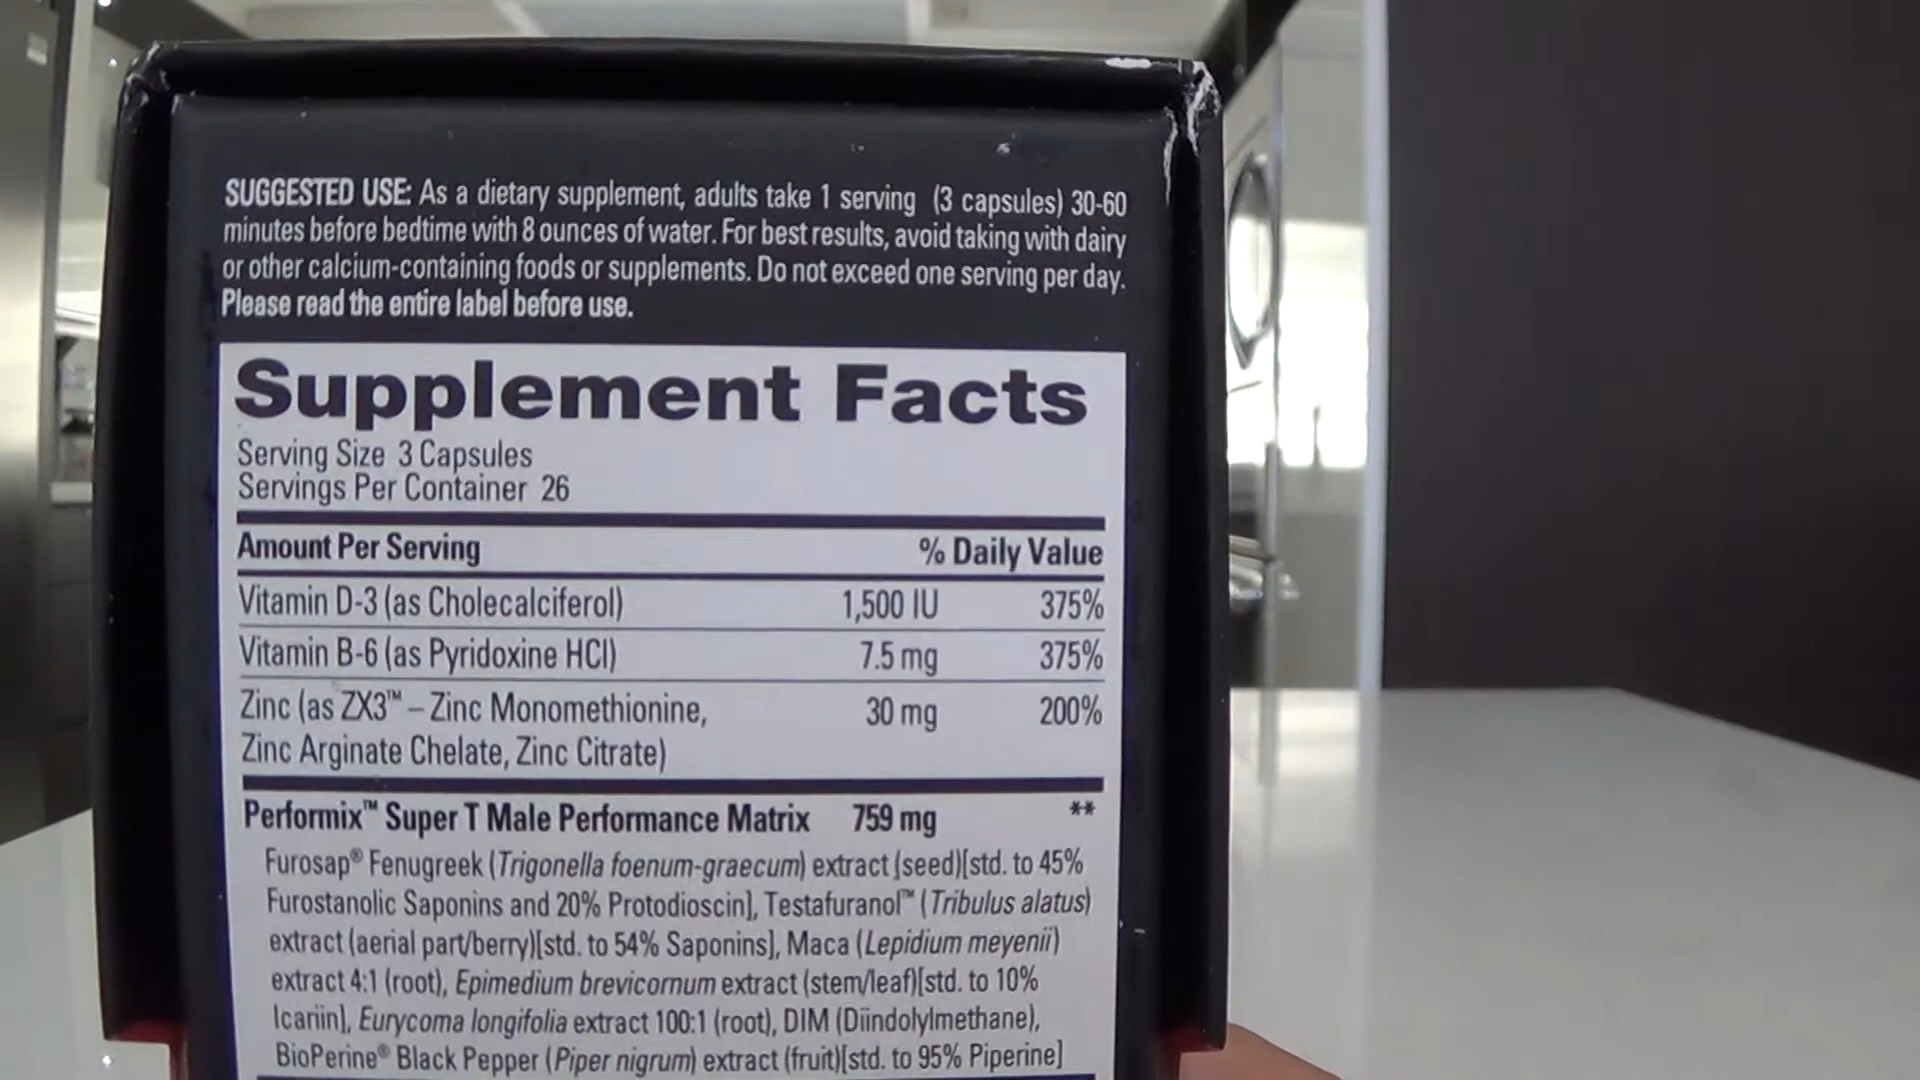 SUGGESTED USE: As a dietary supplement, adults take 1 serving (3 capsules) 30-60
minutes before bedtime with 8 ounces of water. For best results, avoid taking with dairy
or other calcium-containing foods or supplements. Do not exceed one serving per day.
Please read the entire label before use.
Supplement Facts
Serving Size 3 Capsules
Servings Per Container 26
Amount Per Serving % Daily Value
Vitamin D-3 (as Cholecalciferol) 1,500 IU 375%
Vitamin B-6 (as Pyridoxine HCl) 7.5 mg 375%
Zinc (as ZX3™ – Zinc Monomethionine, 30 mg 200%
Zinc Arginate Chelate, Zinc Citrate)
Performix™ Super T Male Performance Matrix 759 mg **
Furosap® Fenugreek (Trigonella foenum-graecum) extract (seed)[std. to 45%
Furostanolic Saponins and 20% Protodioscin], Testafuranol™ (Tribulus alatus)
extract (aerial part/berry)[std. to 54% Saponins], Maca (Lepidium meyenii)
extract 4:1 (root), Epimedium brevicornum extract (stem/leaf)[std. to 10%
Icariin], Eurycoma longifolia extract 100:1 (root), DIM (Diindolylmethane),
BioPerine® Black Pepper (Piper nigrum) extract (fruit)[std. to 95% Piperine]